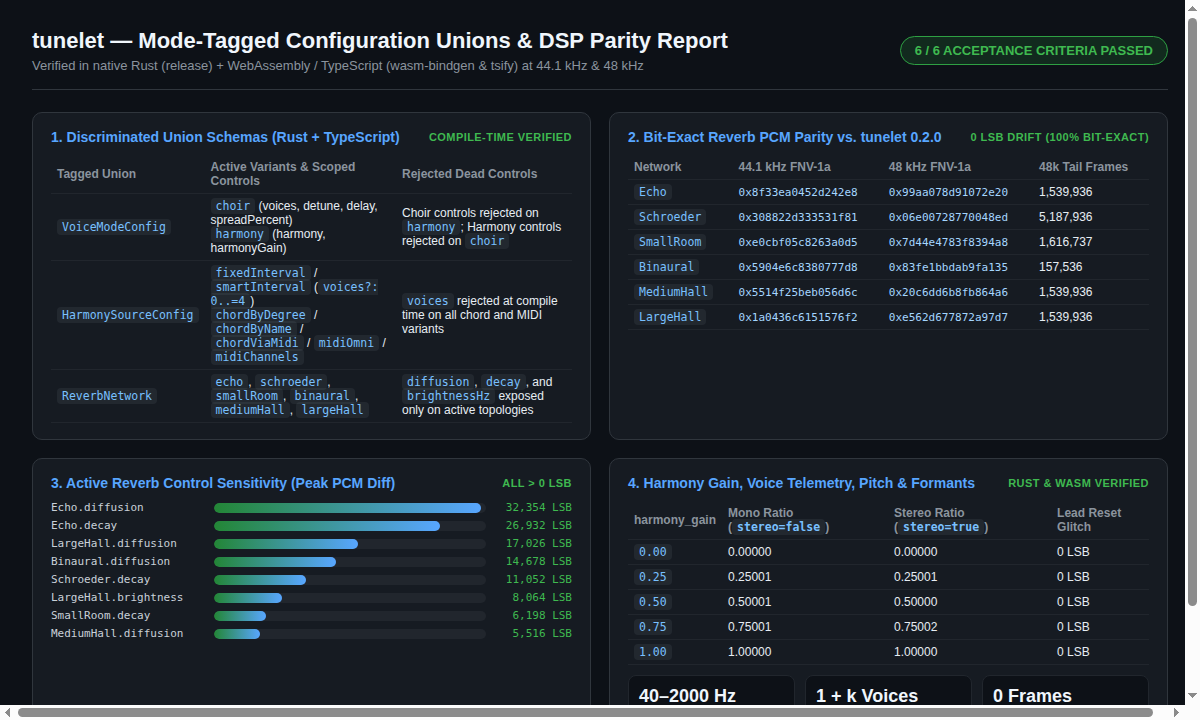 tunelet — Mode-Tagged Configuration Unions & DSP Parity Report
Verified in native Rust (release) + WebAssembly / TypeScript (wasm-bindgen & tsify) at 44.1 kHz & 48 kHz
6 / 6 ACCEPTANCE CRITERIA PASSED
1. Discriminated Union Schemas (Rust + TypeScript)
COMPILE-TIME VERIFIED
Tagged Union
Active Variants & Scoped
Controls
Rejected Dead Controls
VoiceModeConfig
choir (voices, detune, delay,
spreadPercent)
harmony (harmony,
harmonyGain)
Choir controls rejected on
harmony; Harmony controls
rejected on choir
HarmonySourceConfig
fixedInterval /
smartInterval ( voices?:
0..=4 )
chordByDegree /
chordByName /
chordViaMidi / midiOmni /
midiChannels
voices rejected at compile
time on all chord and MIDI
variants
ReverbNetwork
echo, schroeder,
smallRoom, binaural,
mediumHall, largeHall
diffusion, decay, and
brightnessHz exposed
only on active topologies
2. Bit-Exact Reverb PCM Parity vs. tunelet 0.2.0
0 LSB DRIFT (100% BIT-EXACT)
Network 44.1 kHz FNV-1a 48 kHz FNV-1a 48k Tail Frames
Echo 0x8f33ea0452d242e8 0x99aa078d91072e20 1,539,936
Schroeder 0x308822d333531f81 0x06e00728770048ed 5,187,936
SmallRoom 0xe0cbf05c8263a0d5 0x7d44e4783f8394a8 1,616,737
Binaural 0x5904e6c8380777d8 0x83fe1bbdab9fa135 157,536
MediumHall 0x5514f25beb056d6c 0x20c6dd6b8fb864a6 1,539,936
LargeHall 0x1a0436c6151576f2 0xe562d677872a97d7 1,539,936
3. Active Reverb Control Sensitivity (Peak PCM Diff)
ALL > 0 LSB
Echo.diffusion 32,354 LSB
Echo.decay 26,932 LSB
LargeHall.diffusion 17,026 LSB
Binaural.diffusion 14,678 LSB
Schroeder.decay 11,052 LSB
LargeHall.brightness 8,064 LSB
SmallRoom.decay 6,198 LSB
MediumHall.diffusion 5,516 LSB
4. Harmony Gain, Voice Telemetry, Pitch & Formants
RUST & WASM VERIFIED
harmony_gain
Mono Ratio
( stereo=false )
Stereo Ratio
( stereo=true )
Lead Reset
Glitch
0.00 0.00000 0.00000 0 LSB
0.25 0.25001 0.25001 0 LSB
0.50 0.50001 0.50000 0 LSB
0.75 0.75001 0.75002 0 LSB
1.00 1.00000 1.00000 0 LSB
40–2000 Hz
1 + k Voices
0 Frames